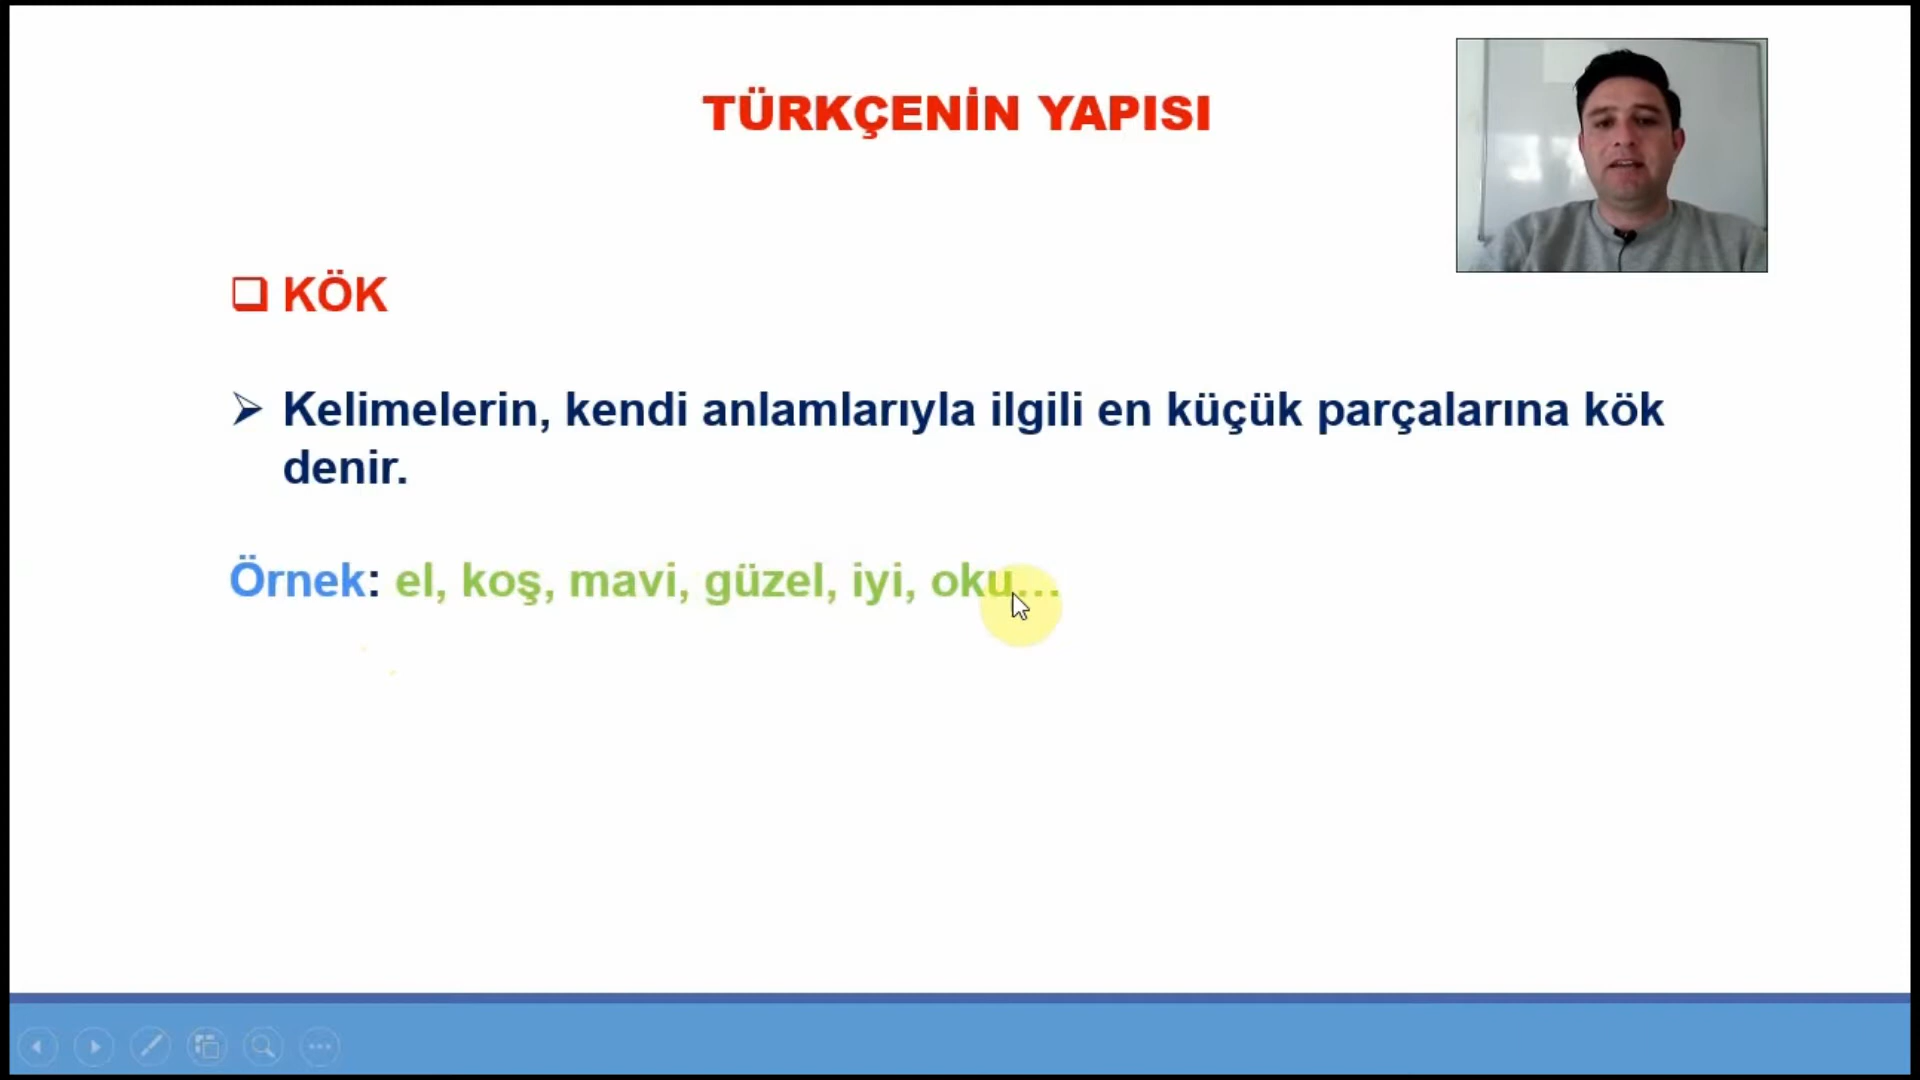 TÜRKÇENİN YAPISI
KÖK
Kelimelerin, kendi anlamlarıyla ilgili en küçük parçalarına kök
denir.
Örnek: el, koş, mavi, güzel, iyi, oku...